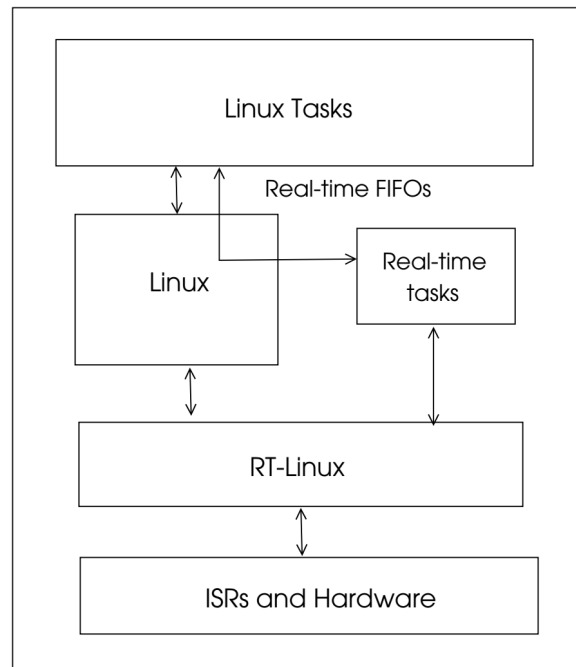 Linux Tasks
Real-time FIFOs
Linux
Real-time
tasks
RT-Linux
ISRs and Hardware